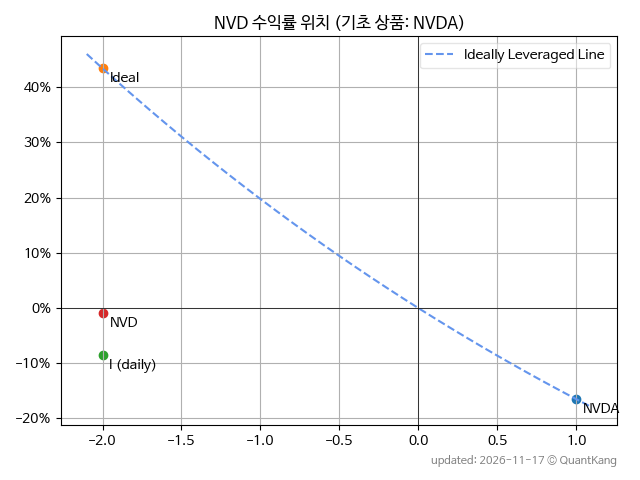 NVD 수익률 위치 (기초 상품: NVDA)
Ideally Leveraged Line
40%
30%
20%
10%
0%
−10%
−20%
Ideal
NVD
I (daily)
NVDA
−2.0
−1.5
−1.0
−0.5
0.0
0.5
1.0
updated: 2026-11-17 © QuantKang